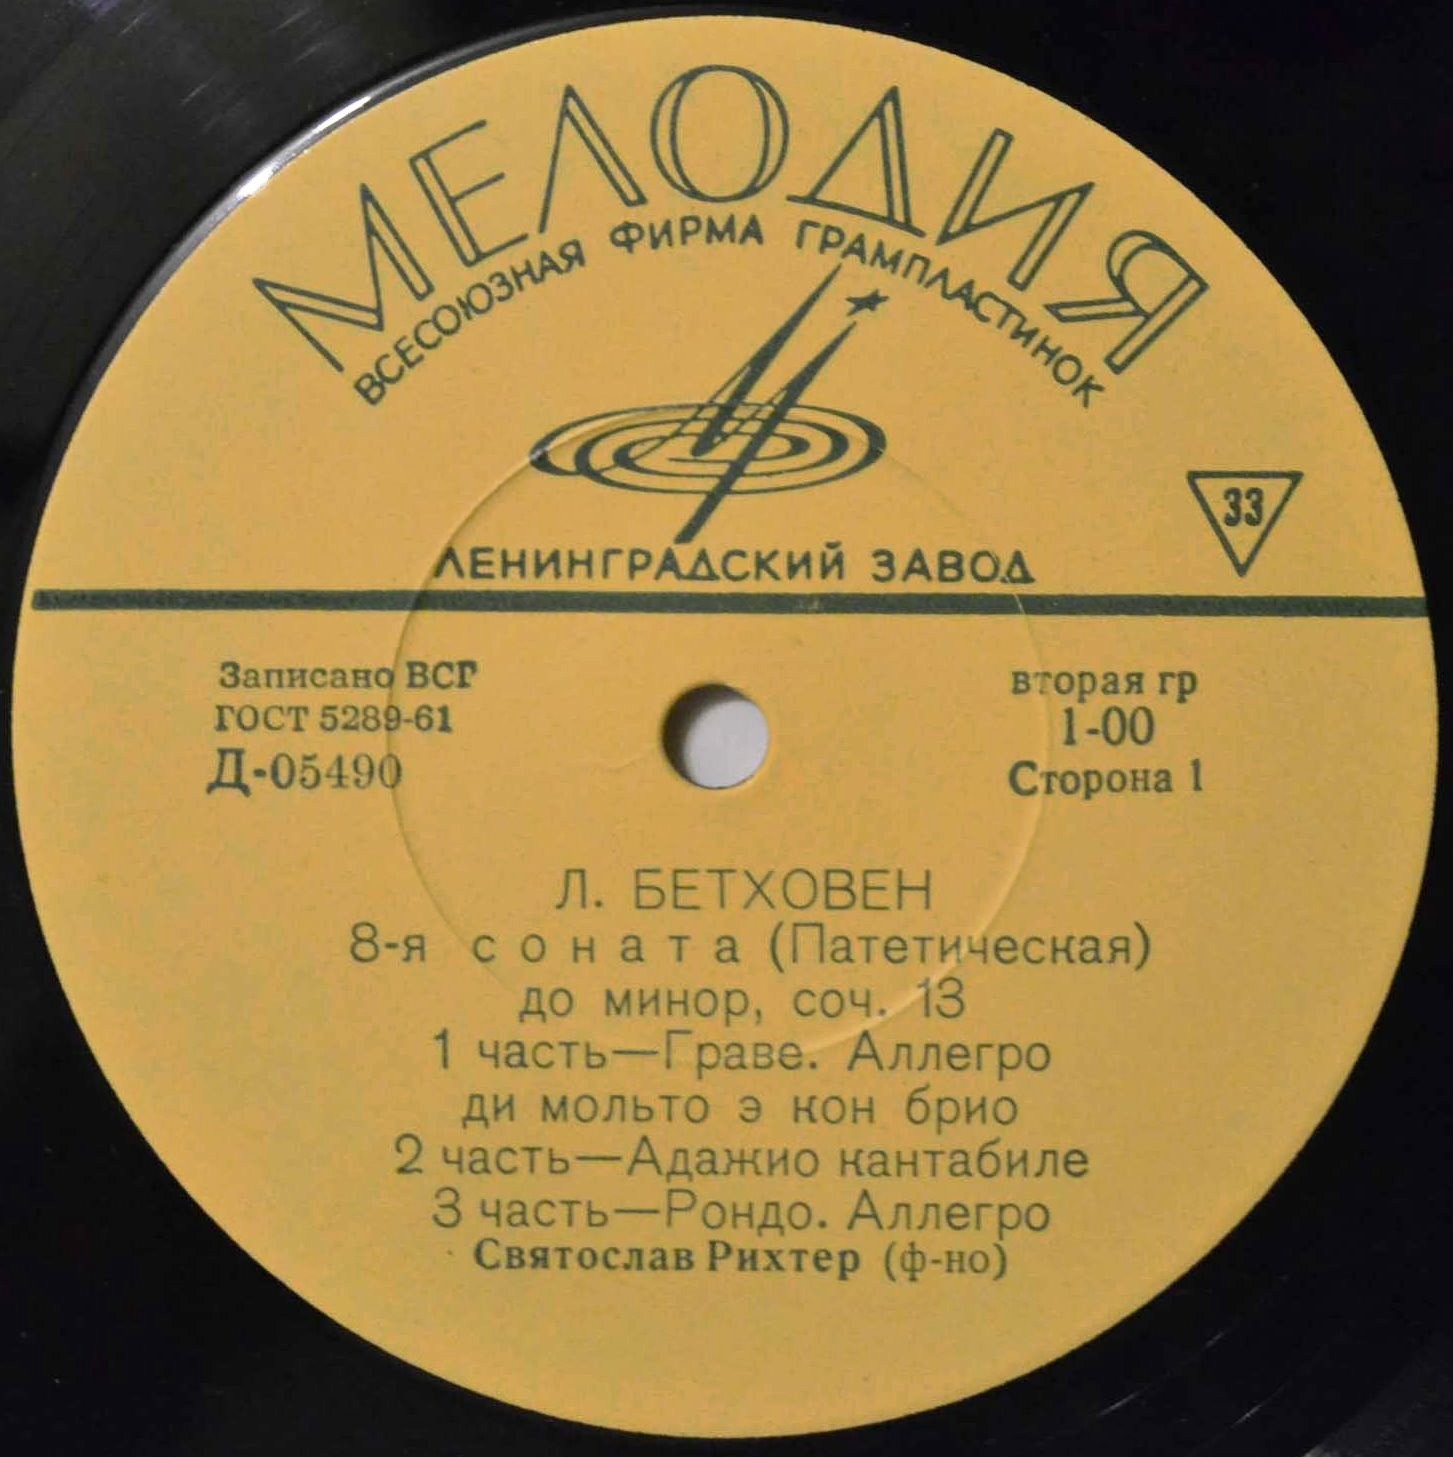 МЕЛОДИЯ
ВСЕСОЮЗНАЯ ФИРМА ГРАМПЛАСТИНОК
33
ЛЕНИНГРАДСКИЙ ЗАВОД
Записано ВСГ
ГОСТ 5289-61
Д-05490
вторая гр
1-00
Сторона 1
Л. БЕТХОВЕН
8-я соната (Патетическая)
до минор, соч. 13
1 часть—Граве. Аллегро
ди мольто э кон брио
2 часть—Адажио кантабиле
3 часть—Рондо. Аллегро
Святослав Рихтер (ф-но)